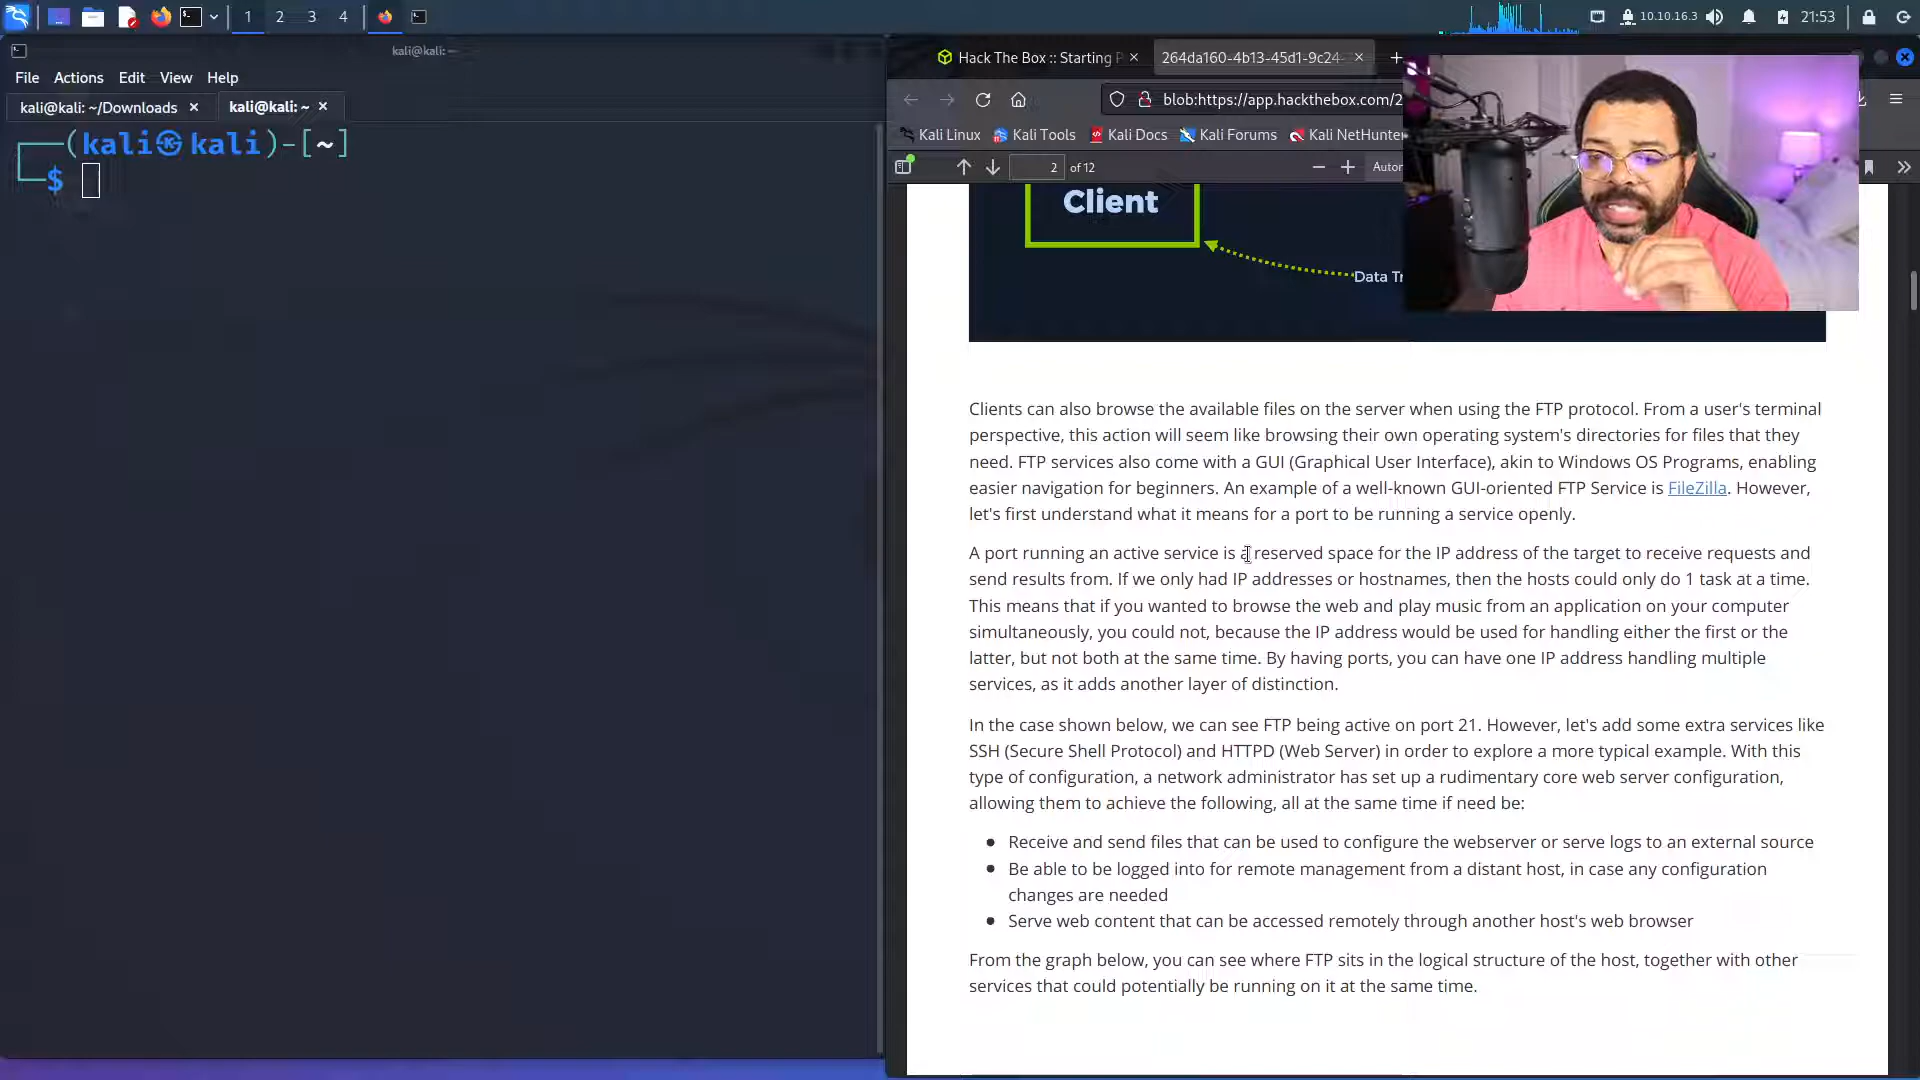 1 2 3 4
10.10.16.3
21:53
kali@kali: ~
File Actions Edit View Help
kali@kali: ~/Downloads
kali@kali: ~
(kali㉿kali)-[~]
$
Hack The Box :: Starting P
264da160-4b13-45d1-9c24
blob:https://app.hackthebox.com/2
Kali Linux Kali Tools Kali Docs Kali Forums Kali NetHunter
2 of 12
Client
Data Tr
Clients can also browse the available files on the server when using the FTP protocol. From a user's terminal
perspective, this action will seem like browsing their own operating system's directories for files that they
need. FTP services also come with a GUI (Graphical User Interface), akin to Windows OS Programs, enabling
easier navigation for beginners. An example of a well-known GUI-oriented FTP Service is FileZilla. However,
let's first understand what it means for a port to be running a service openly.
A port running an active service is a reserved space for the IP address of the target to receive requests and
send results from. If we only had IP addresses or hostnames, then the hosts could only do 1 task at a time.
This means that if you wanted to browse the web and play music from an application on your computer
simultaneously, you could not, because the IP address would be used for handling either the first or the
latter, but not both at the same time. By having ports, you can have one IP address handling multiple
services, as it adds another layer of distinction.
In the case shown below, we can see FTP being active on port 21. However, let's add some extra services like
SSH (Secure Shell Protocol) and HTTPD (Web Server) in order to explore a more typical example. With this
type of configuration, a network administrator has set up a rudimentary core web server configuration,
allowing them to achieve the following, all at the same time if need be:
Receive and send files that can be used to configure the webserver or serve logs to an external source
Be able to be logged into for remote management from a distant host, in case any configuration
changes are needed
Serve web content that can be accessed remotely through another host's web browser
From the graph below, you can see where FTP sits in the logical structure of the host, together with other
services that could potentially be running on it at the same time.